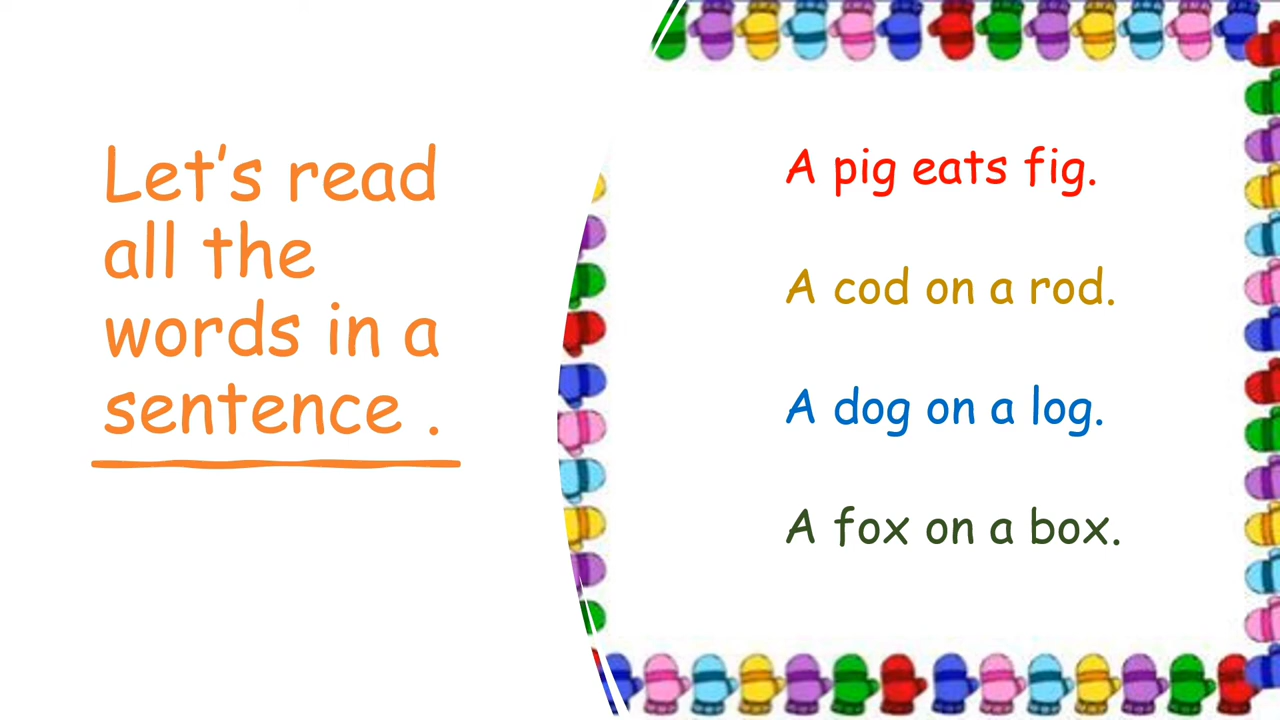 Let's read
all the
words in a
sentence .
A pig eats fig.
A cod on a rod.
A dog on a log.
A fox on a box.